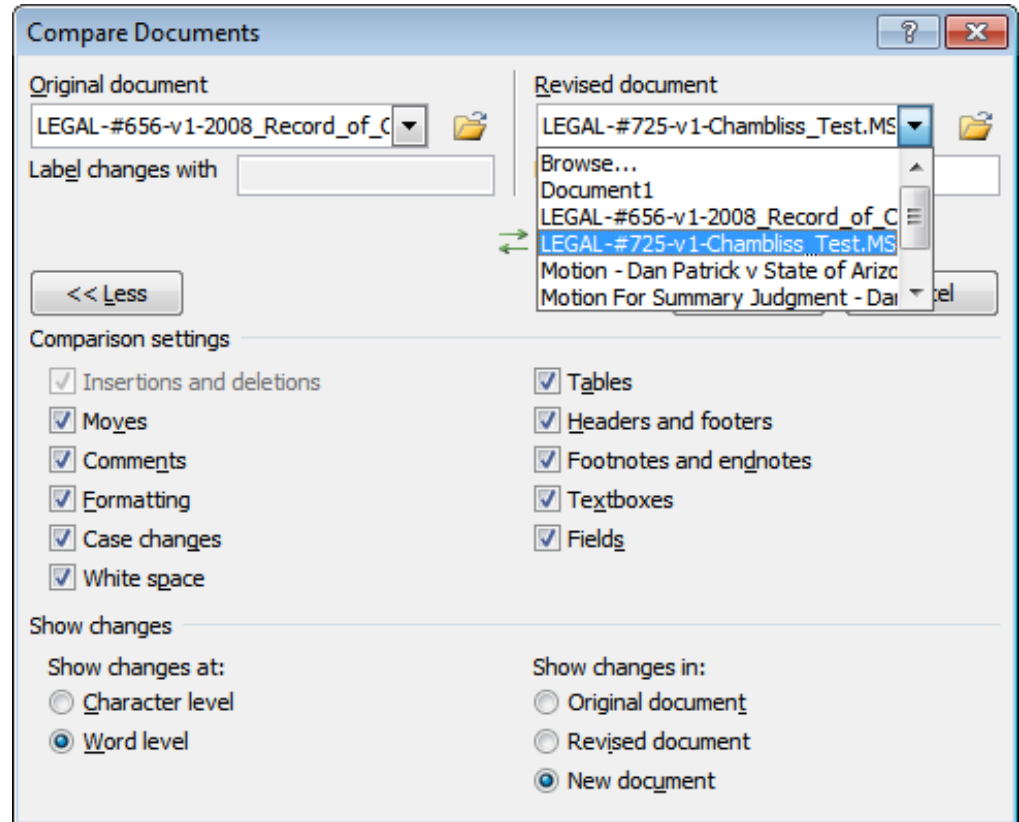 Compare Documents
Original document
LEGAL-#656-v1-2008_Record_of_C
Label changes with
Revised document
LEGAL-#725-v1-Chambliss_Test.MS
Browse...
Document1
LEGAL-#656-v1-2008_Record_of_C
LEGAL-#725-v1-Chambliss_Test.MS
Motion - Dan Patrick v State of Arizo
Motion For Summary Judgment - Dar
<< Less
cel
Comparison settings
Insertions and deletions
Moves
Comments
Formatting
Case changes
White space
Tables
Headers and footers
Footnotes and endnotes
Textboxes
Fields
Show changes
Show changes at:
Character level
Word level
Show changes in:
Original document
Revised document
New document